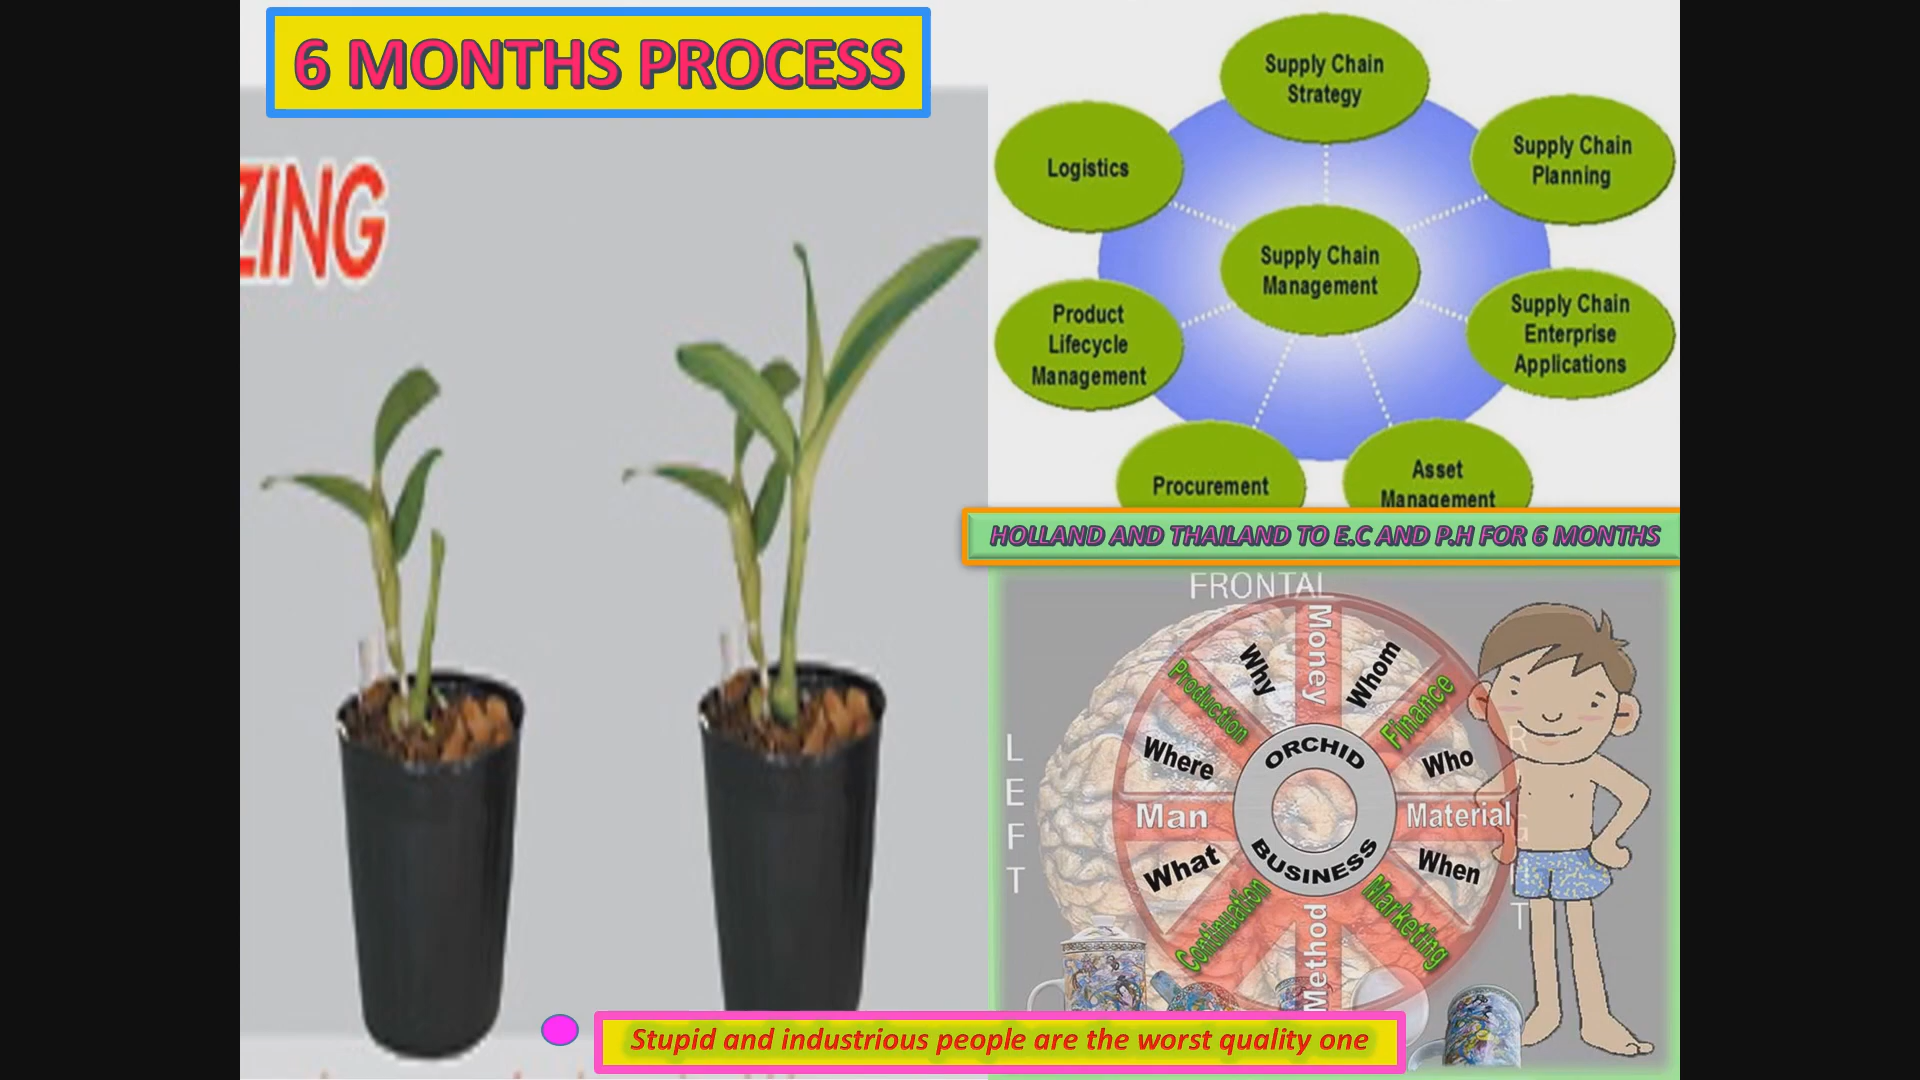 6 MONTHS PROCESS
ZING
Supply Chain
Strategy
Logistics
Supply Chain
Planning
Supply Chain
Management
Product
Lifecycle
Management
Supply Chain
Enterprise
Applications
Procurement
Asset
Management
HOLLAND AND THAILAND TO E.C AND P.H FOR 6 MONTHS
FRONTAL
LEFT
RIGHT
Money
Whom
Finance
Who
Material
When
Marketing
Method
Continuation
What
Man
Where
Production
Why
ORCHID
BUSINESS
Stupid and industrious people are the worst quality one